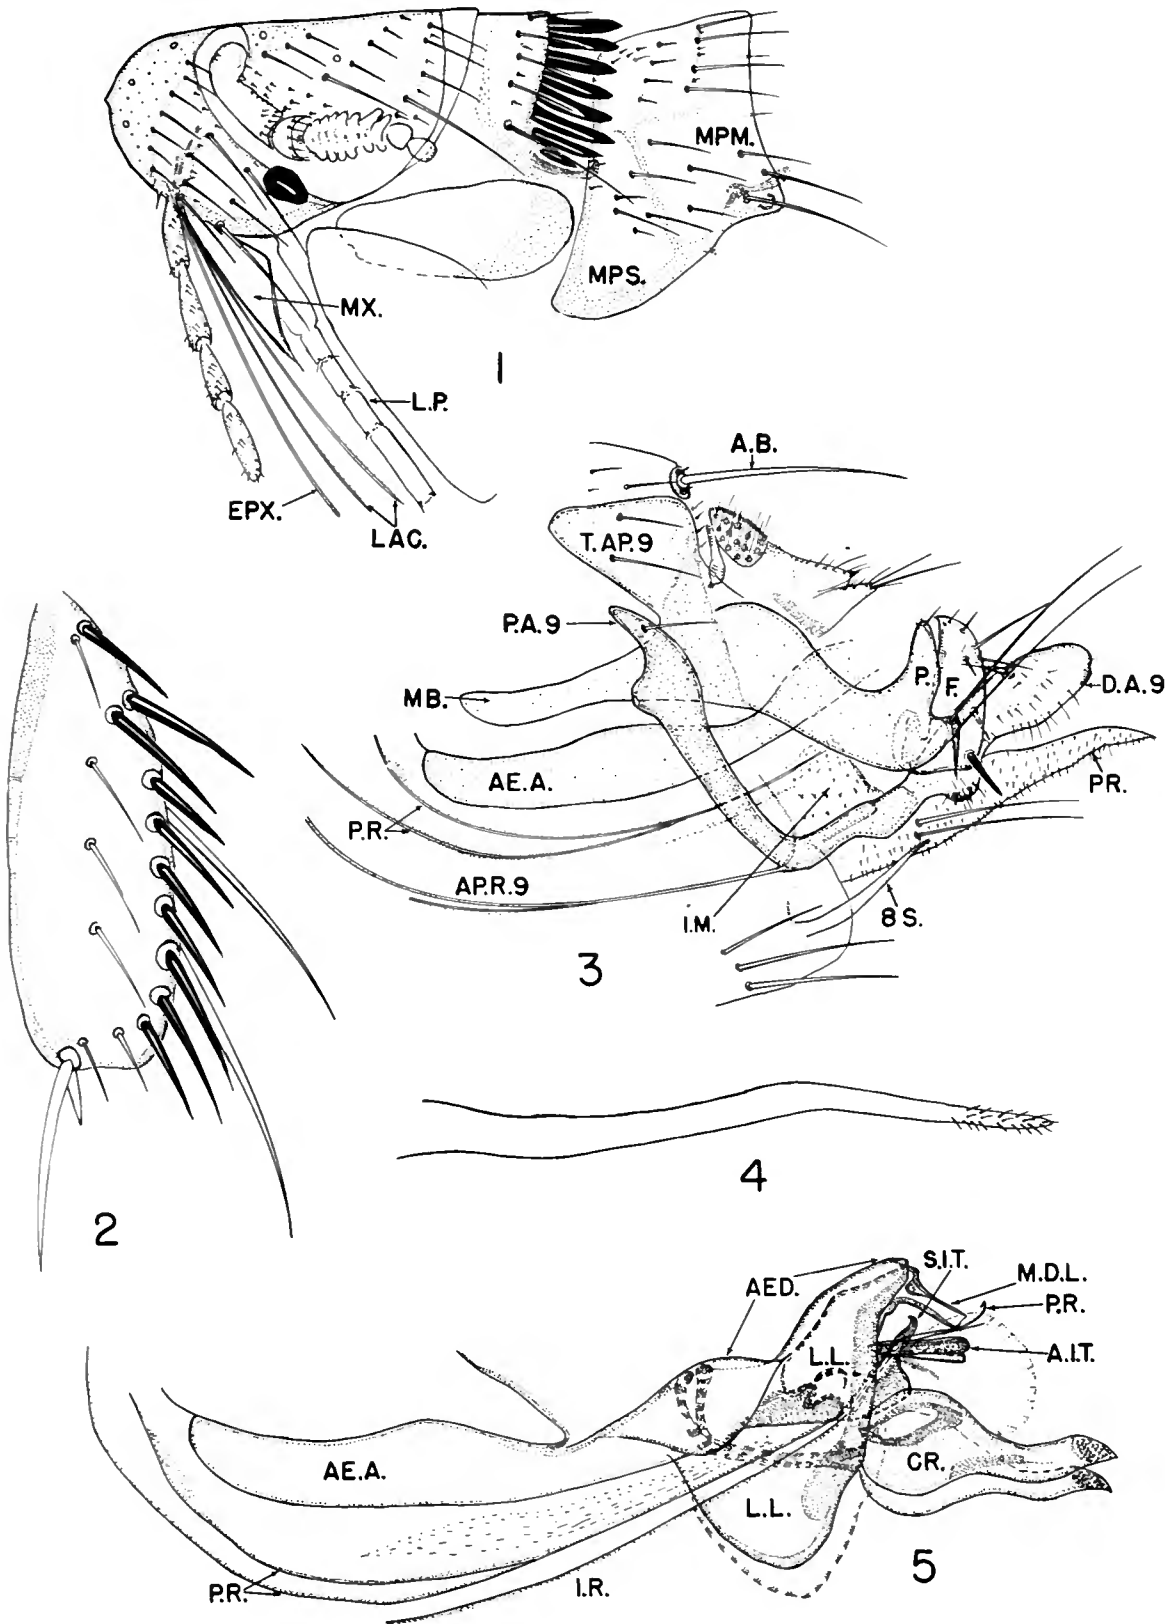 MPM.
MPS.
MX.
1
L.P.
EPX.
LAC.
A.B.
T.AP.9
P.A.9
MB.
P.
F.
D.A.9
AE.A.
P.R.
PR.
AP.R.9
I.M.
8 S.
3
2
4
S.I.T.
AED.
M.D.L.
P.R.
L.L.
A.I.T.
AE.A.
CR.
L.L.
5
P.R.
I.R.